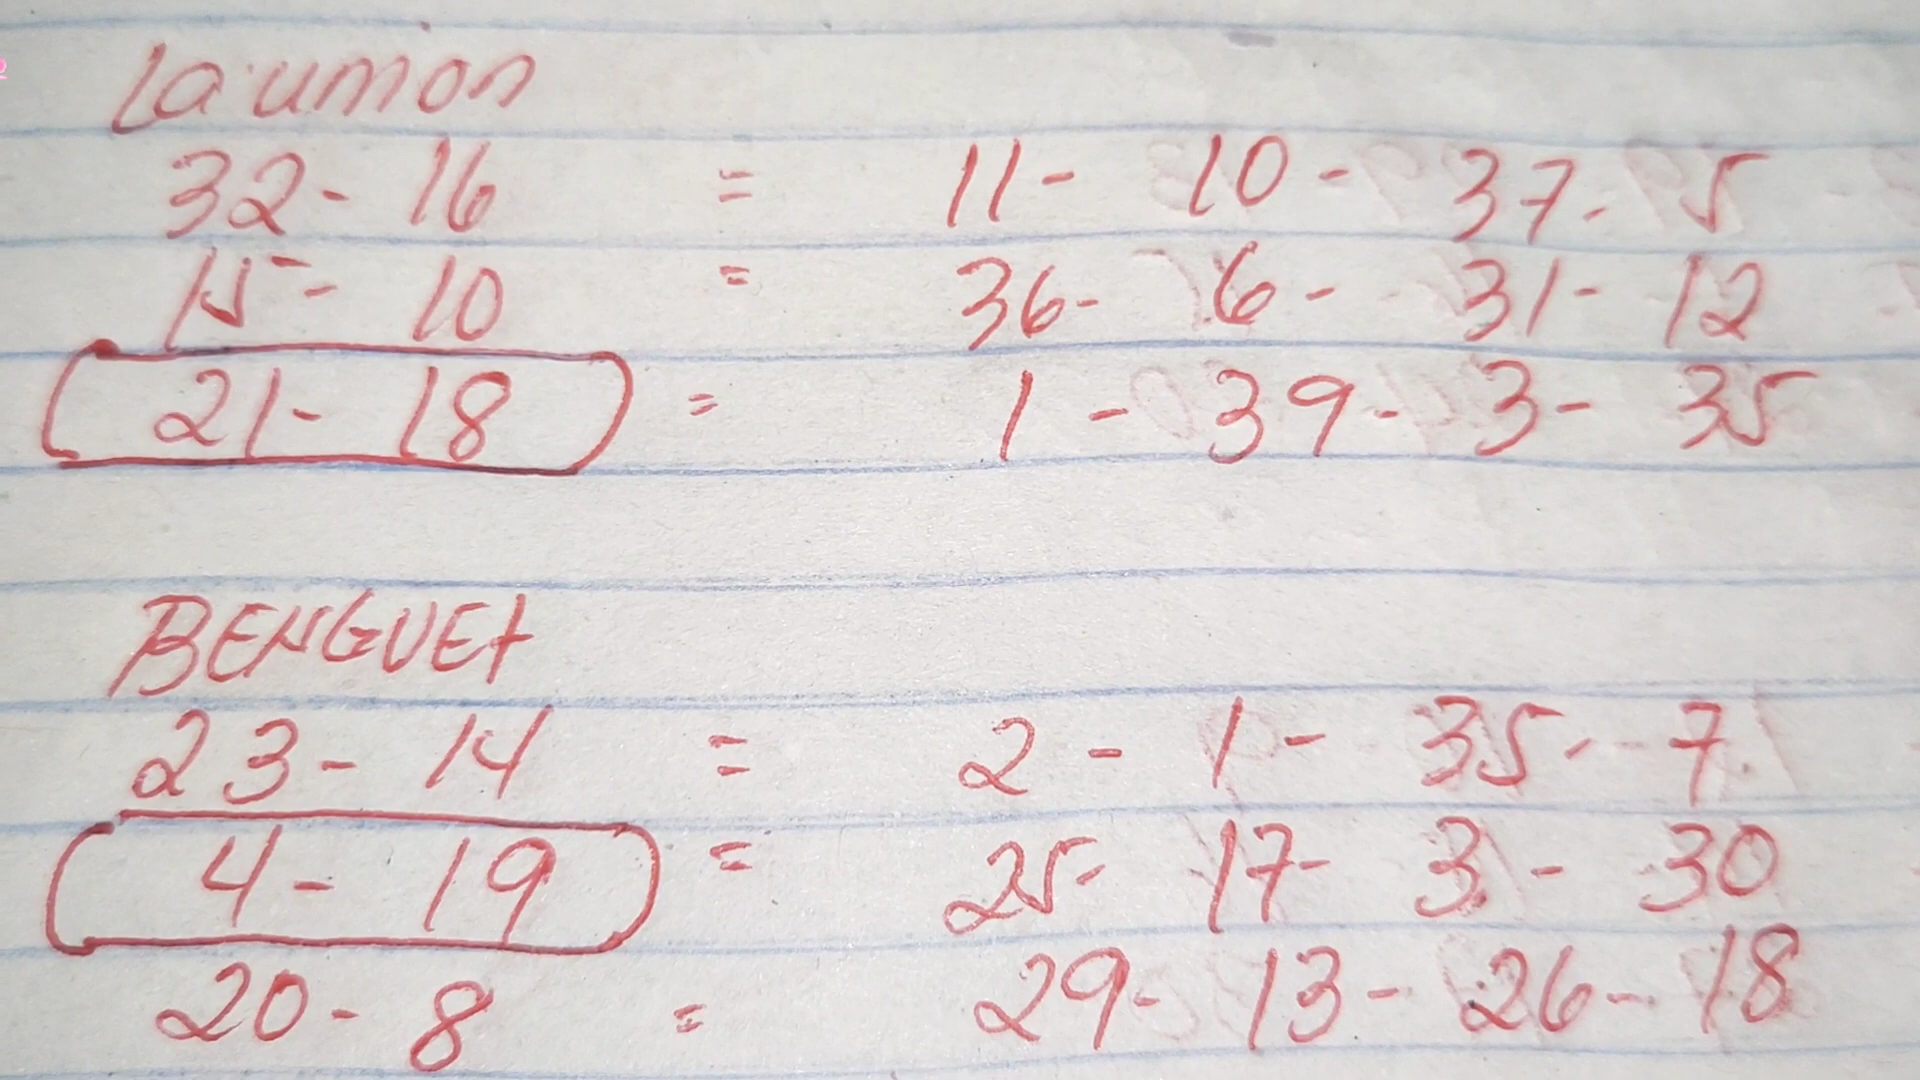 La.umon
32 - 16 = 11 - 10 - 37 - 5
15 - 10 = 36 - 6 - 31 - 12
21 - 18 = 1 - 39 - 3 - 35
BENGUEt
23 - 14 = 2 - 1 - 35 - 7
4 - 19 = 25 - 17 - 3 - 30
20 - 8 = 29 - 13 - 26 - 18